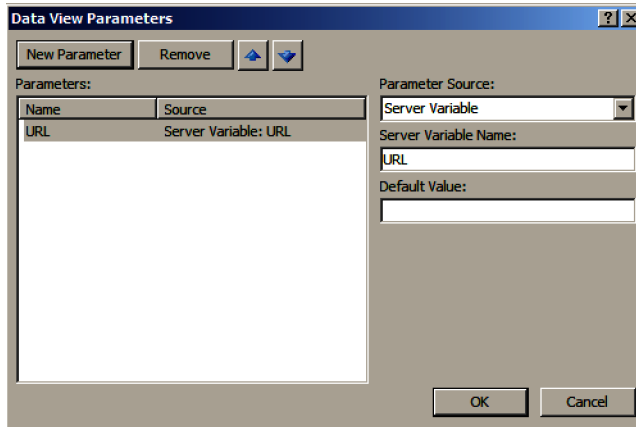 Data View Parameters
New Parameter Remove
Parameters:
Name Source
URL Server Variable: URL
Parameter Source:
Server Variable
Server Variable Name:
URL
Default Value:
OK Cancel